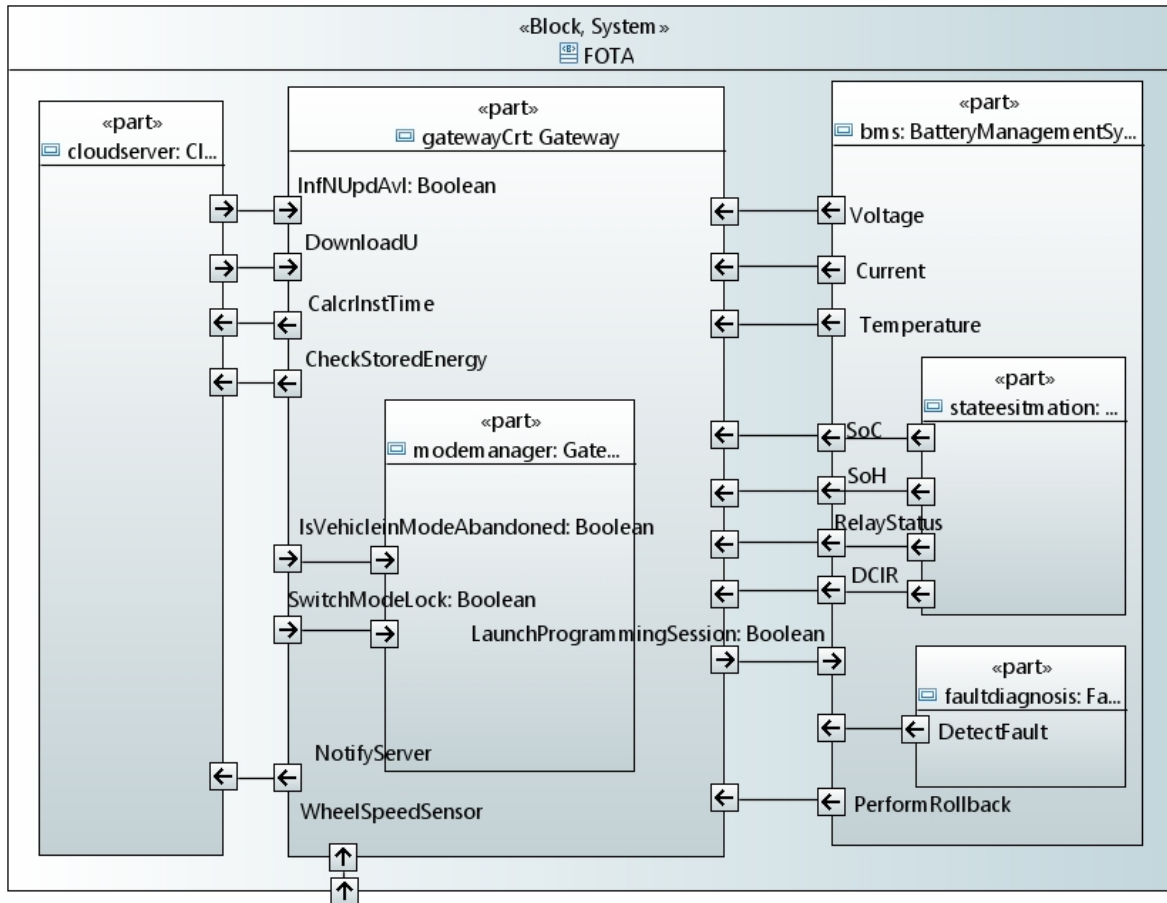 «Block, System»
FOTA
«part»
cloudserver: Cl...
«part»
gatewayCrt: Gateway
«part»
bms: BatteryManagementSy...
InfNUpdAvl: Boolean
DownloadU
CalcrInstTime
CheckStoredEnergy
«part»
modemanager: Gate...
IsVehicleinModeAbandoned: Boolean
SwitchModeLock: Boolean
LaunchProgrammingSession: Boolean
NotifyServer
WheelSpeedSensor
Voltage
Current
Temperature
«part»
stateesitmation: ...
SoC
SoH
RelayStatus
DCIR
«part»
faultdiagnosis: Fa...
DetectFault
PerformRollback